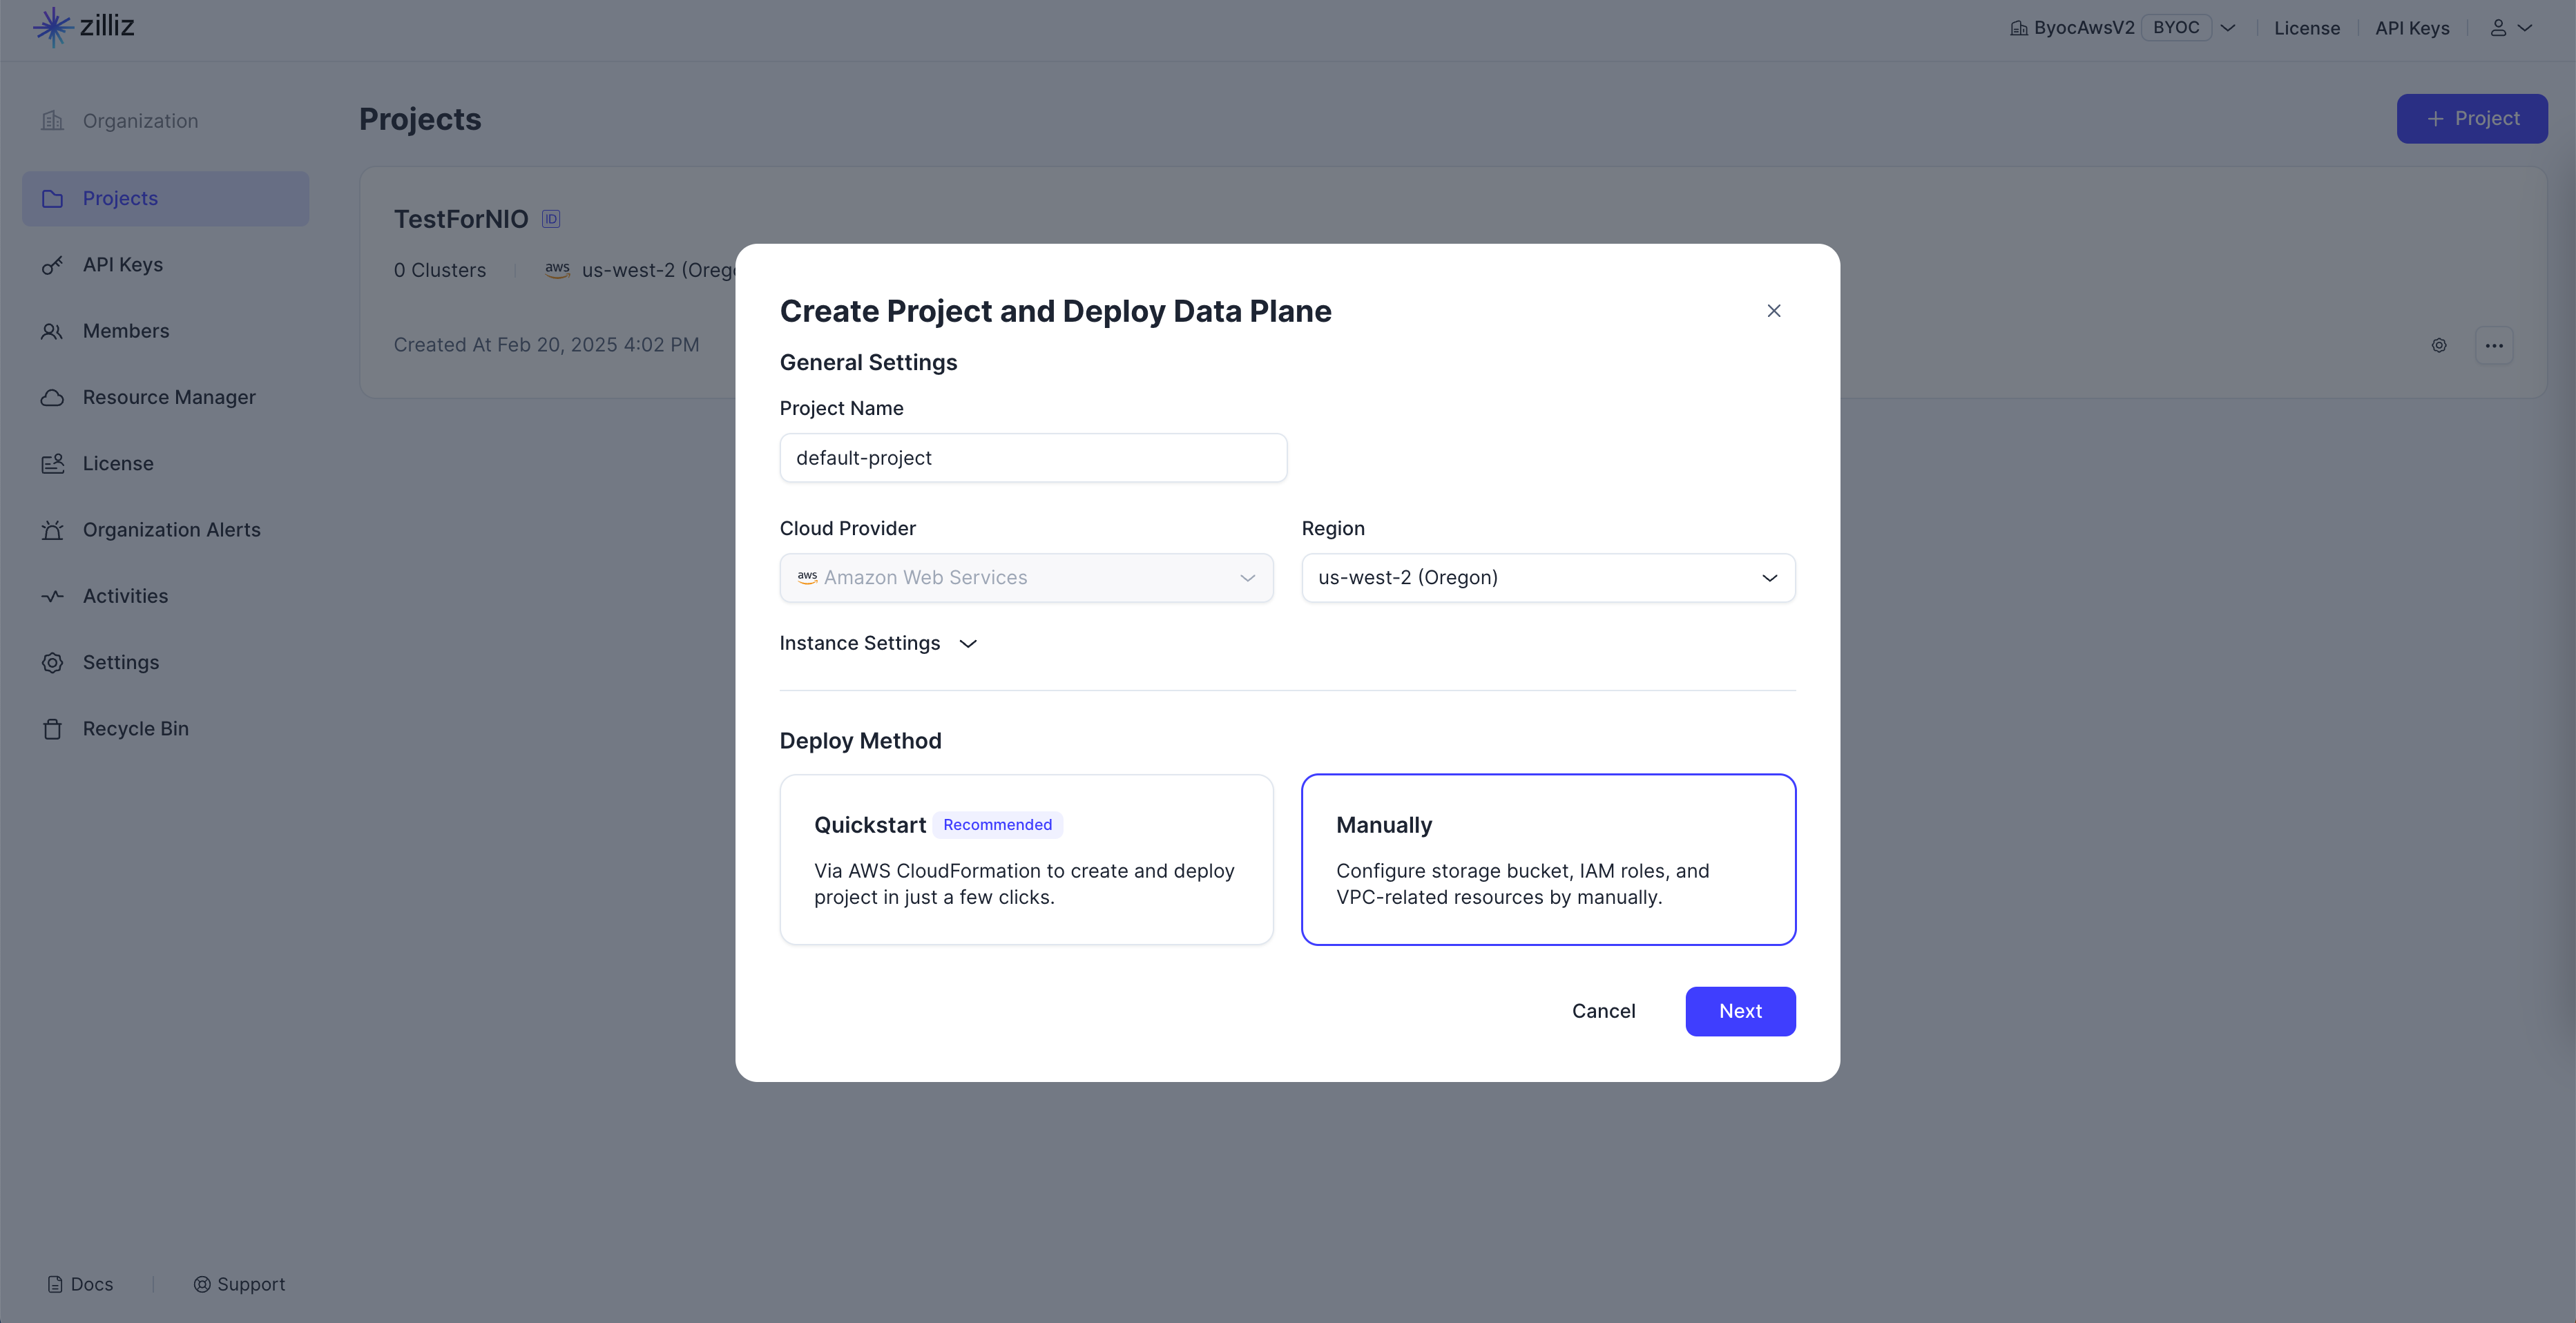 zilliz
ByocAwsV2 BYOC License API Keys
Organization
Projects
API Keys
Members
Resource Manager
License
Organization Alerts
Activities
Settings
Recycle Bin
Docs Support
Projects
+ Project
TestForNIO ID
0 Clusters aws us-west-2
Created At Feb 20, 2025 4:02 PM
Create Project and Deploy Data Plane
General Settings
Project Name
default-project
Cloud Provider Region
aws Amazon Web Services us-west-2 (Oregon)
Instance Settings
Deploy Method
Quickstart Recommended
Via AWS CloudFormation to create and deploy
project in just a few clicks.
Manually
Configure storage bucket, IAM roles, and
VPC-related resources by manually.
Cancel Next